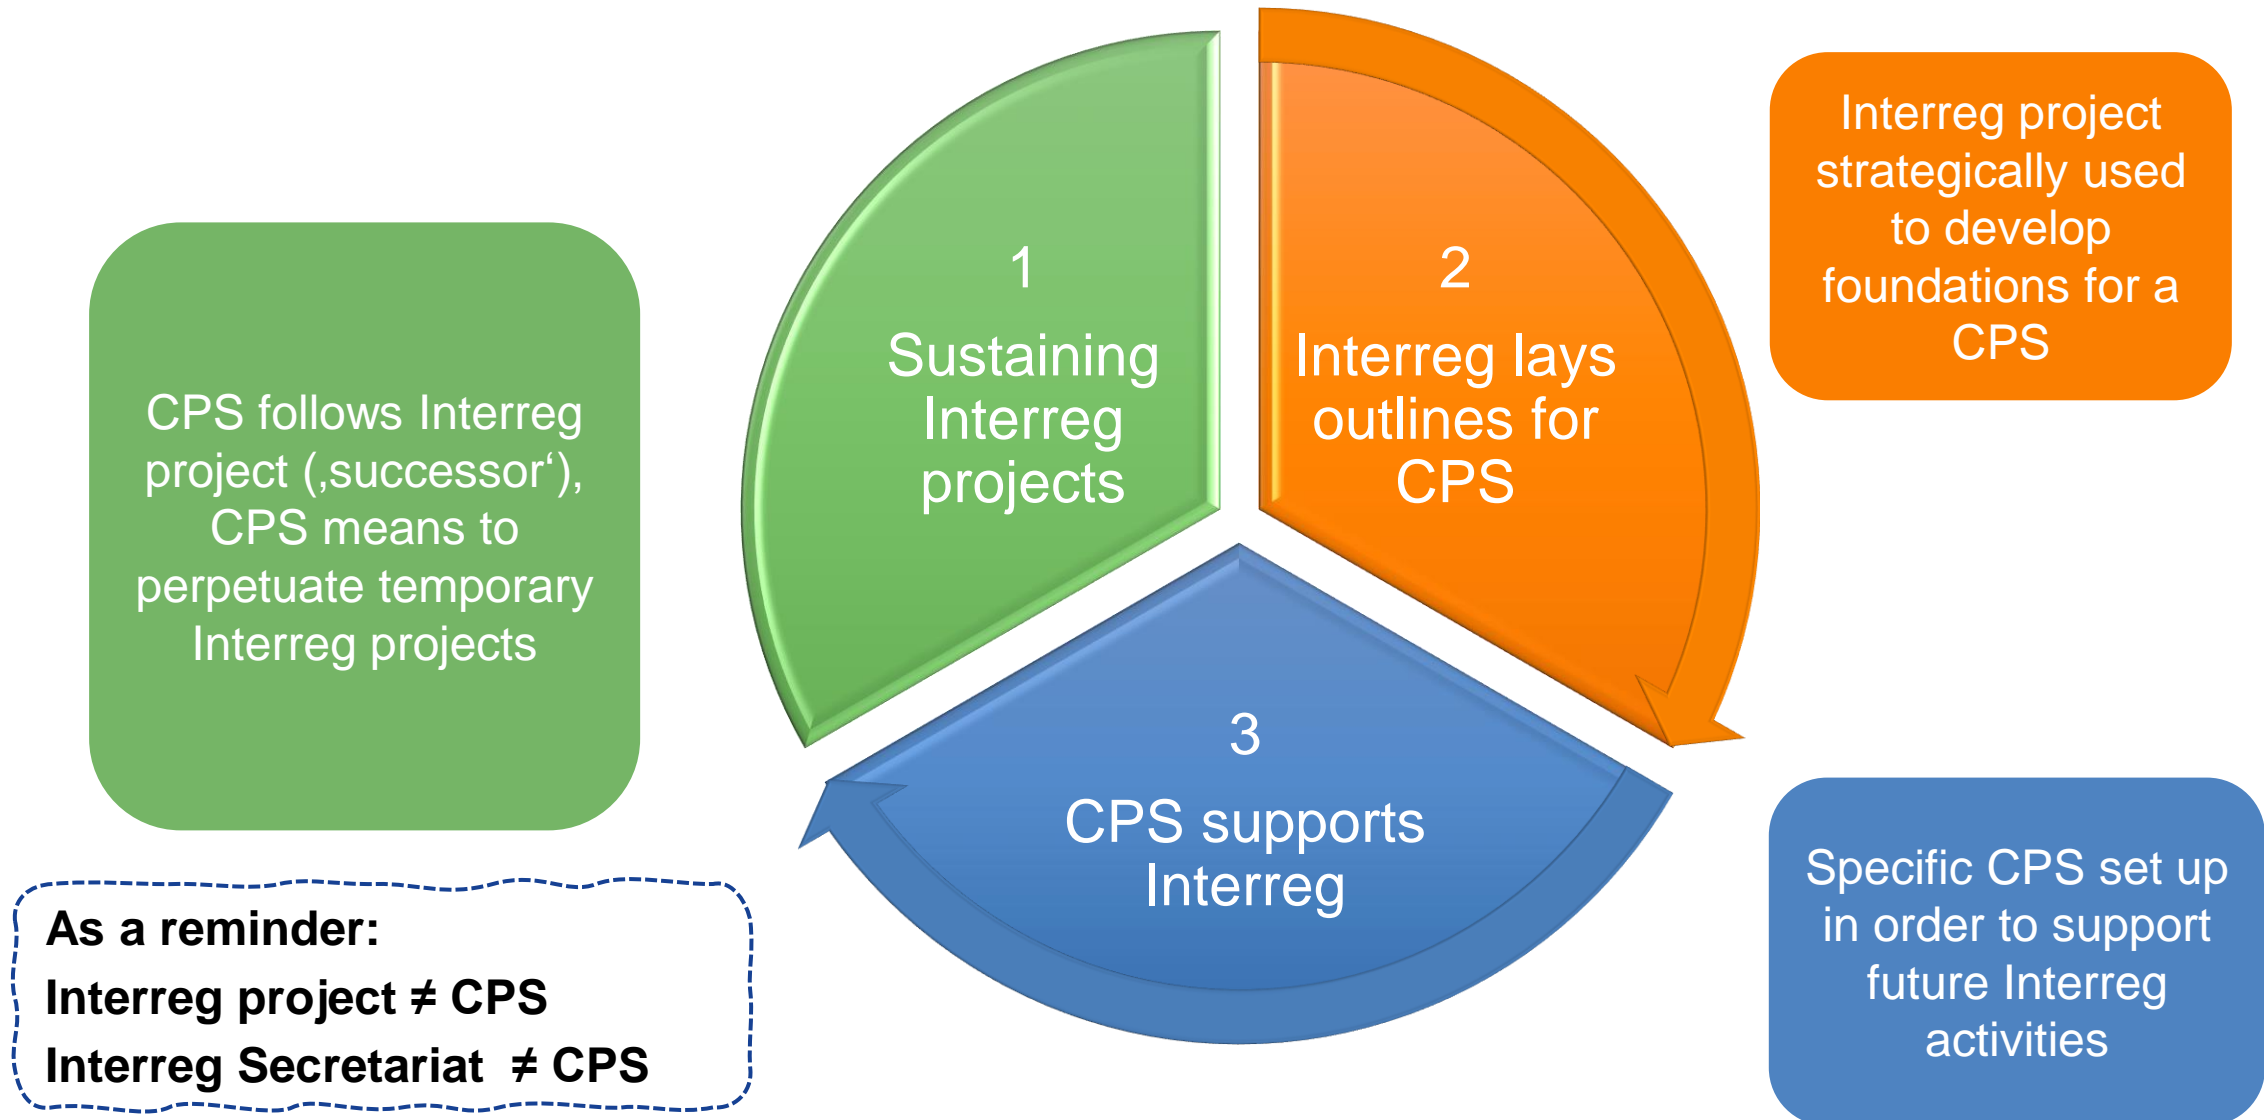 CPS follows Interreg
project (‚successor‘),
CPS means to
perpetuate temporary
Interreg projects
1
Sustaining
Interreg
projects
2
Interreg lays
outlines for
CPS
Interreg project
strategically used
to develop
foundations for a
CPS
3
CPS supports
Interreg
Specific CPS set up
in order to support
future Interreg
activities
As a reminder:
Interreg project ≠ CPS
Interreg Secretariat ≠ CPS